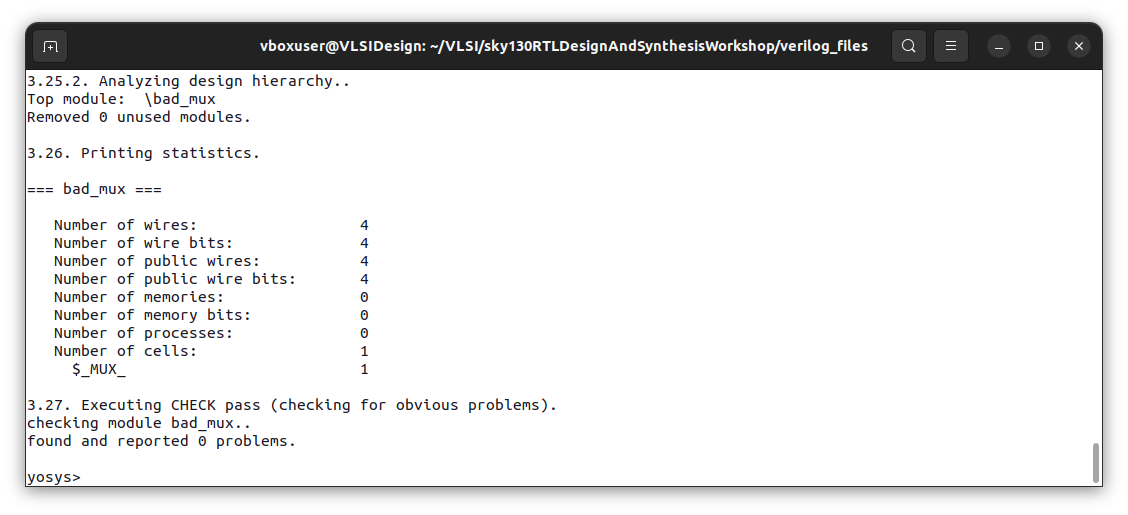 vboxuser@VLSIDesign: ~/VLSI/sky130RTLDesignAndSynthesisWorkshop/verilog_files
3.25.2. Analyzing design hierarchy..
Top module:  \bad_mux
Removed 0 unused modules.
3.26. Printing statistics.
=== bad_mux ===
Number of wires: 4
Number of wire bits: 4
Number of public wires: 4
Number of public wire bits: 4
Number of memories: 0
Number of memory bits: 0
Number of processes: 0
Number of cells: 1
$_MUX_ 1
3.27. Executing CHECK pass (checking for obvious problems).
checking module bad_mux..
found and reported 0 problems.
yosys>